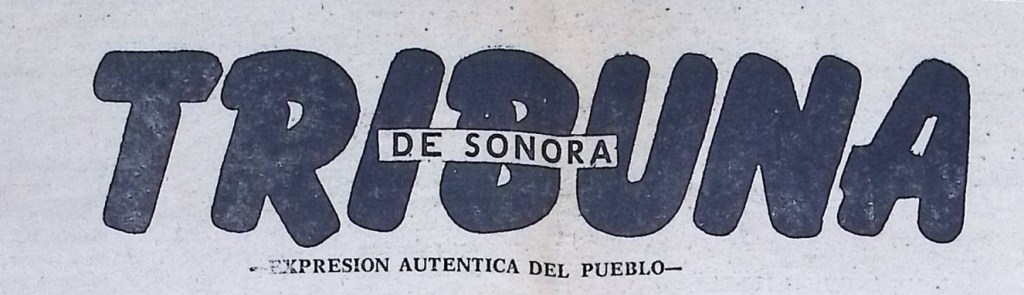 TRIBUNA
DE SONORA
-EXPRESION AUTENTICA DEL PUEBLO—